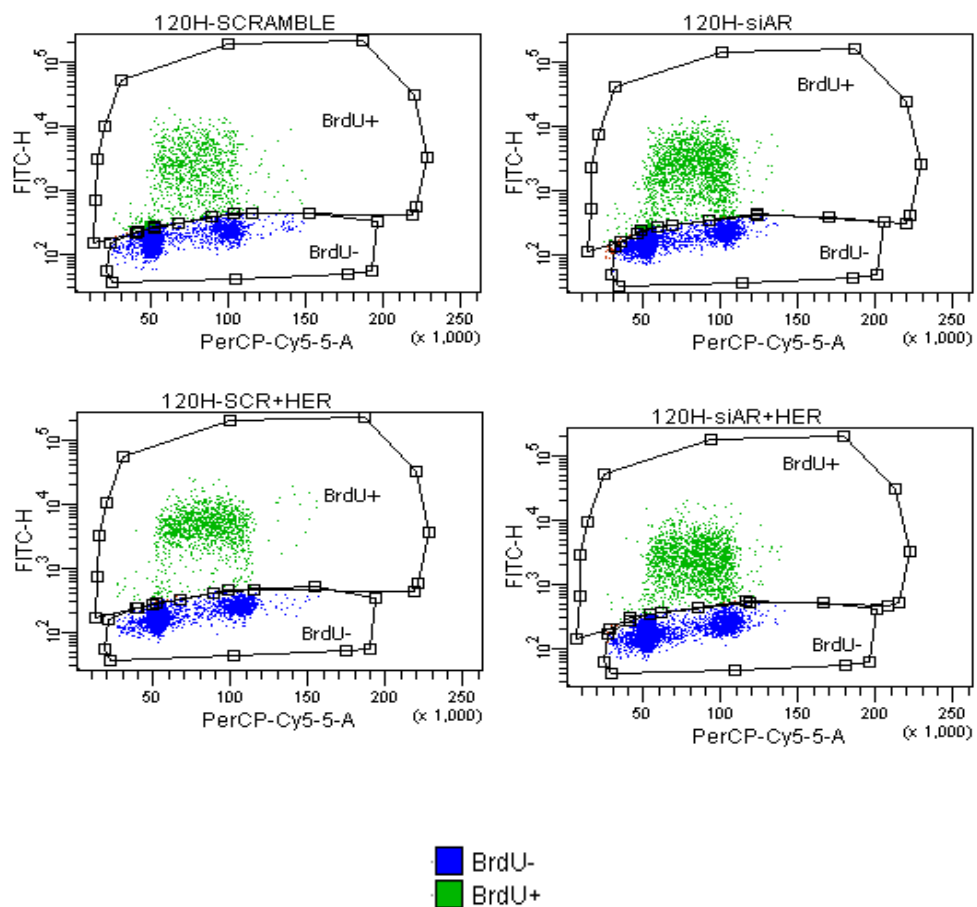 120H-SCRAMBLE
10^5
10^4
10^3
10^2
FITC-H
BrdU+
BrdU-
50 100 150 200 250
PerCP-Cy5-5-A (x 1,000)
120H-siAR
10^5
10^4
10^3
10^2
FITC-H
BrdU+
BrdU-
50 100 150 200 250
PerCP-Cy5-5-A (x 1,000)
120H-SCR+HER
10^5
10^4
10^3
10^2
FITC-H
BrdU+
BrdU-
50 100 150 200 250
PerCP-Cy5-5-A (x 1,000)
120H-siAR+HER
10^5
10^4
10^3
10^2
FITC-H
BrdU+
BrdU-
50 100 150 200 250
PerCP-Cy5-5-A (x 1,000)
BrdU-
BrdU+